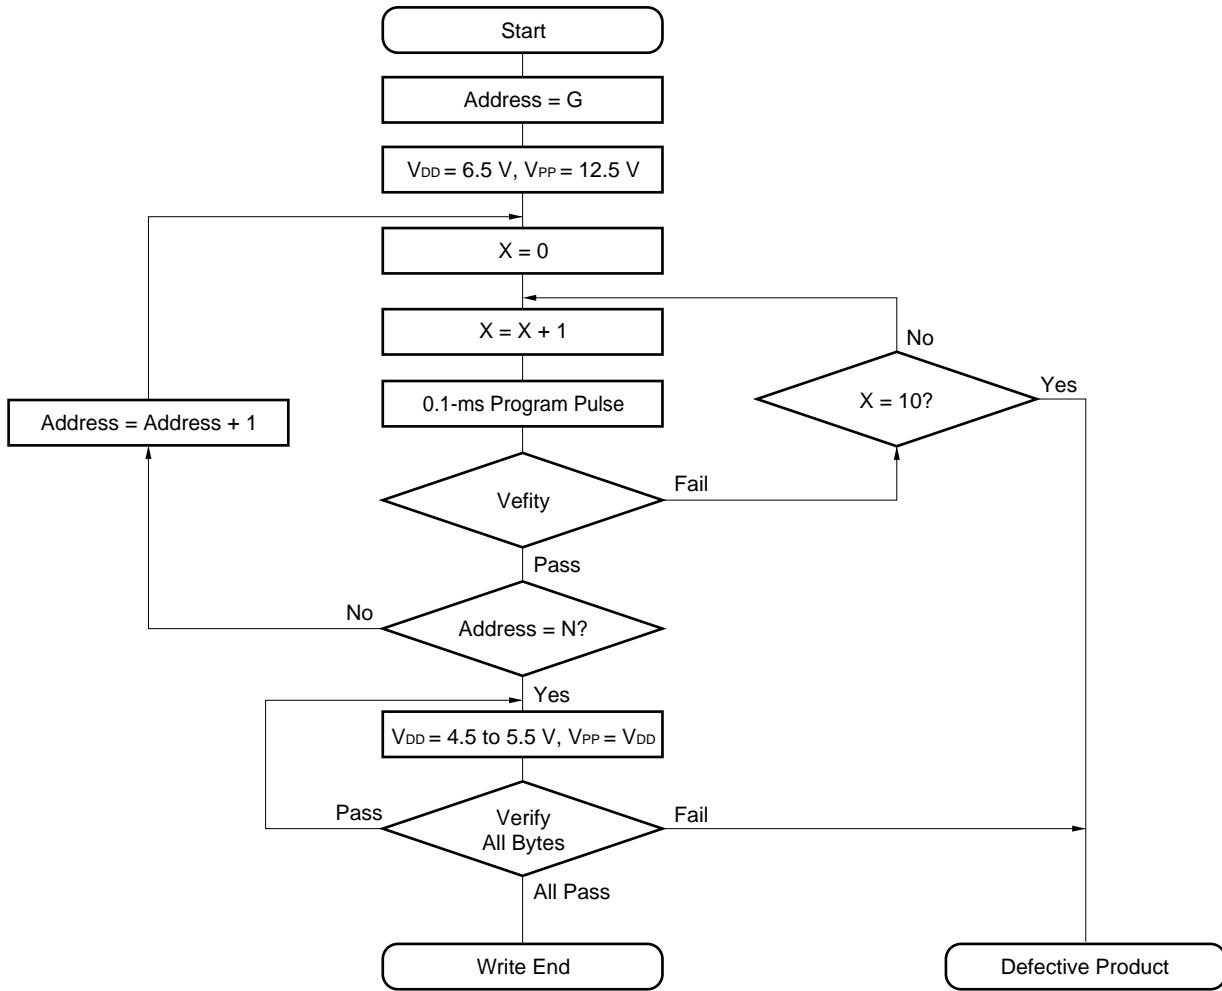 Start
Address = G
VDD = 6.5 V, VPP = 12.5 V
X = 0
X = X + 1
No
Yes
X = 10?
0.1-ms Program Pulse
Address = Address + 1
Fail
Vefity
Pass
No
Address = N?
Yes
VDD = 4.5 to 5.5 V, VPP = VDD
Pass
Verify
All Bytes
Fail
All Pass
Write End
Defective Product